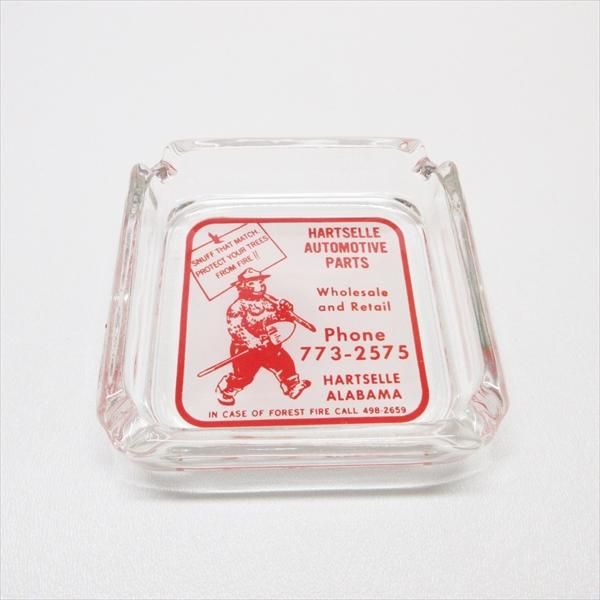 SNUFF THAT MATCH.
PROTECT YOUR TREES
FROM FIRE!!
HARTSELLE
AUTOMOTIVE
PARTS
Wholesale
and Retail
Phone
773-2575
HARTSELLE
ALABAMA
IN CASE OF FOREST FIRE CALL 498-2659